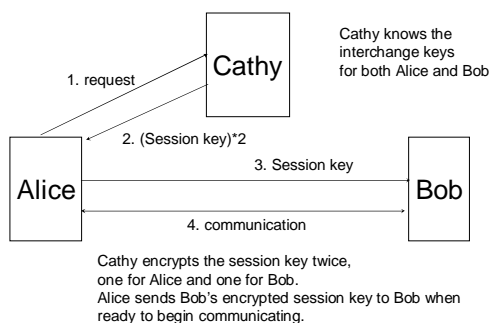 Cathy knows the
interchange keys
for both Alice and Bob
Cathy
1. request
2. (Session key)*2
3. Session key
Alice
Bob
4. communication
Cathy encrypts the session key twice,
one for Alice and one for Bob.
Alice sends Bob's encrypted session key to Bob when
ready to begin communicating.